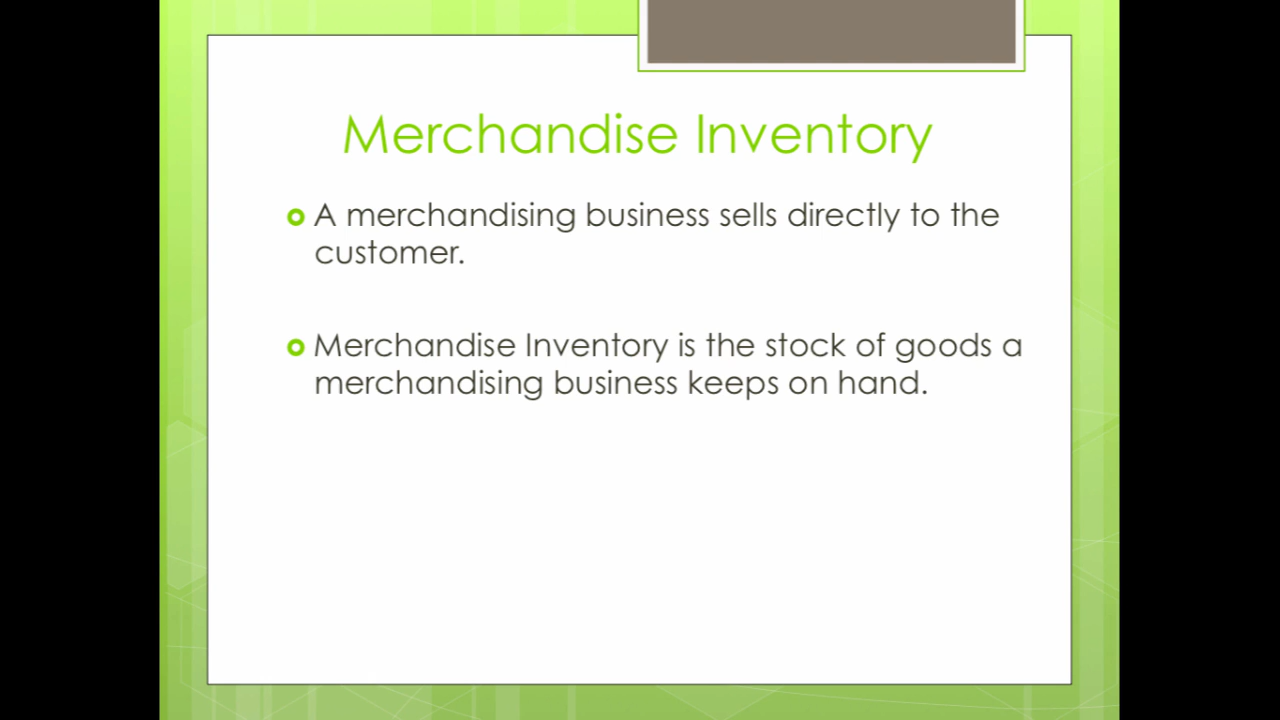 Merchandise Inventory
A merchandising business sells directly to the
customer.
Merchandise Inventory is the stock of goods a
merchandising business keeps on hand.